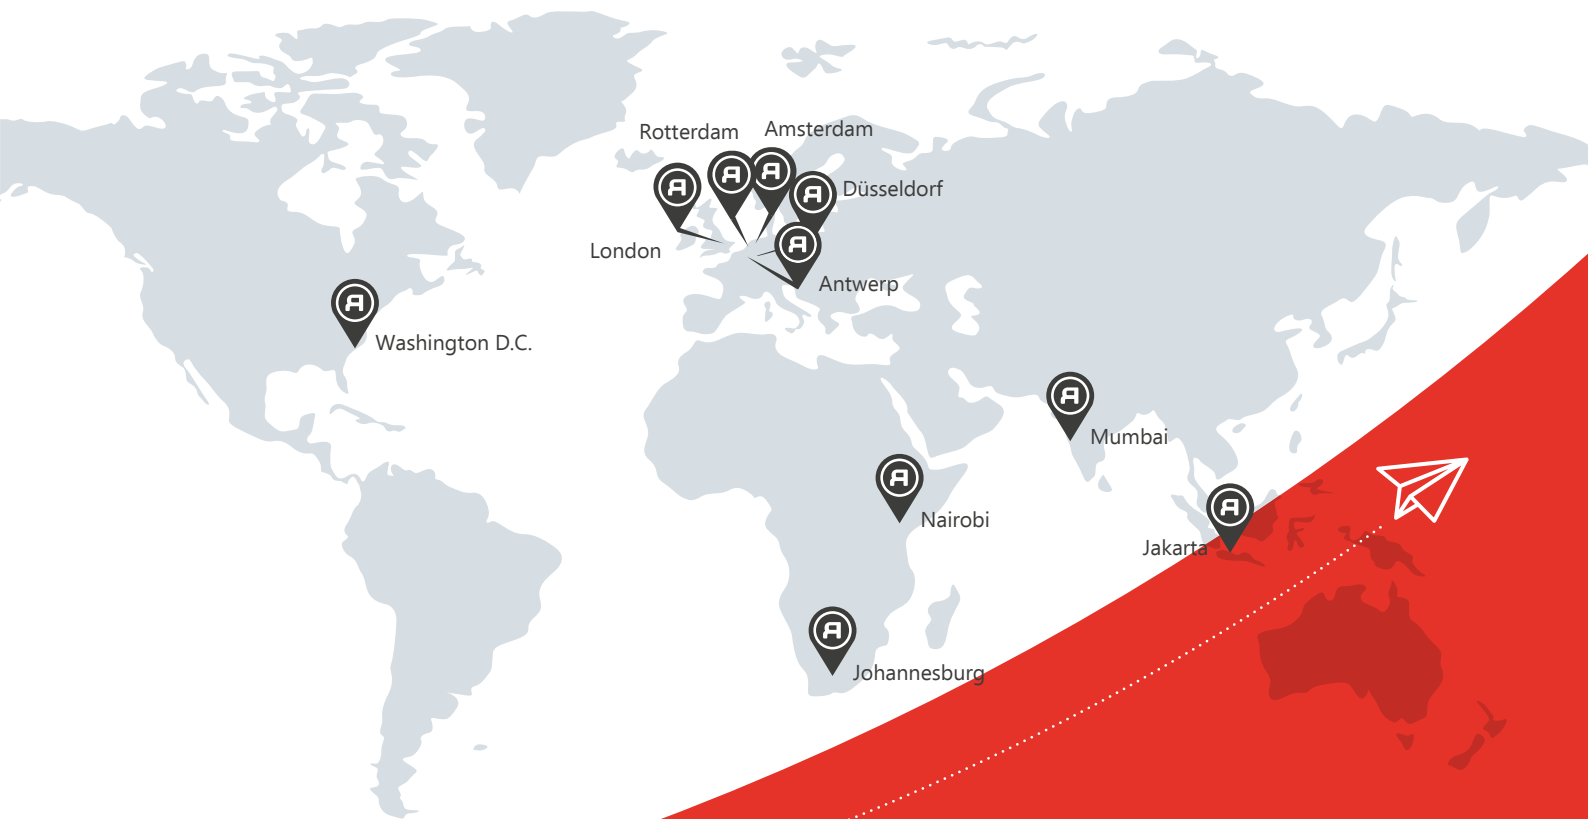 Rotterdam
Amsterdam
Düsseldorf
London
Antwerp
Washington D.C.
Mumbai
Nairobi
Jakarta
Johannesburg